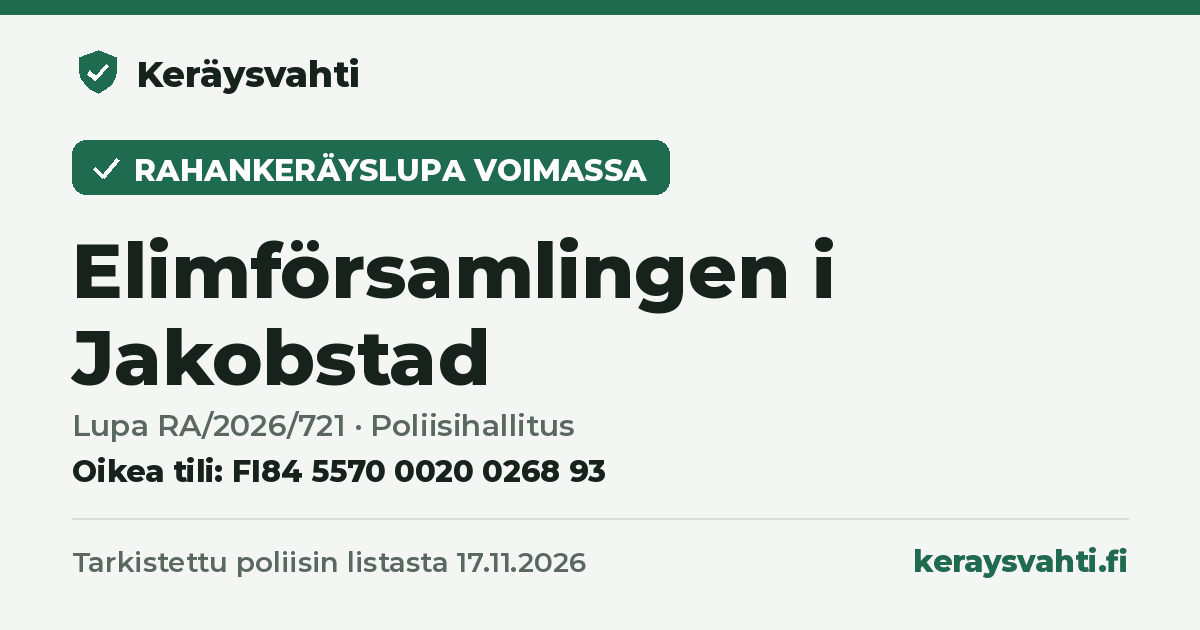 Keräysvahti
RAHANKERÄYSLUPA VOIMASSA
Elimförsamlingen i
Jakobstad
Lupa RA/2026/721 · Poliisihallitus
Oikea tili: FI84 5570 0020 0268 93
Tarkistettu poliisin listasta 17.11.2026
keraysvahti.fi